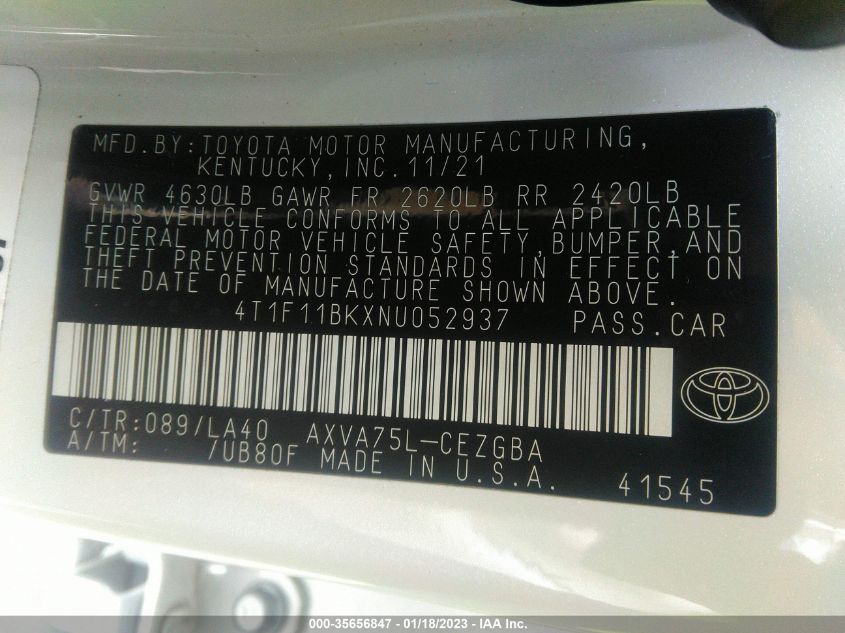 MFD.BY:TOYOTA MOTOR MANUFACTURING,
KENTUCKY,INC.11/21
GVWR 4630LB GAWR FR 2620LB RR 2420LB
THIS VEHICLE CONFORMS TO ALL APPLICABLE
FEDERAL MOTOR VEHICLE SAFETY,BUMPER,AND
THEFT PREVENTION STANDARDS IN EFFECT ON
THE DATE OF MANUFACTURE SHOWN ABOVE.
4T1F11BKXNU052937 PASS.CAR
C/TR:089/LA40 AXVA75L-CEZGBA
A/TM: /UB80F MADE IN U.S.A.
41545
000-35656847 - 01/18/2023 - IAA Inc.